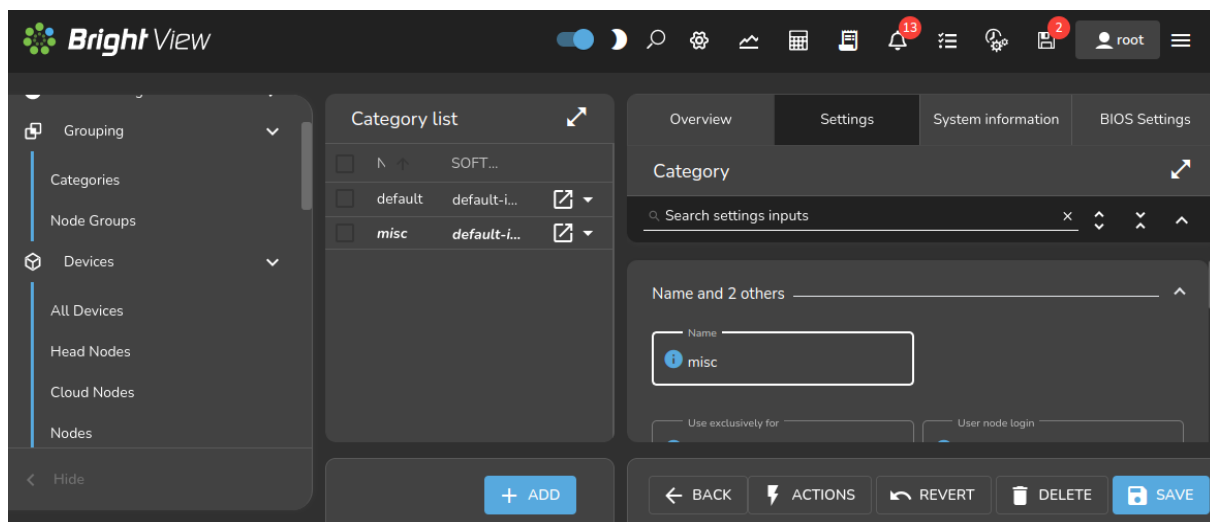 Bright View
13
2
root
Grouping
Categories
Node Groups
Devices
All Devices
Head Nodes
Cloud Nodes
Nodes
Hide
Category list
SOFT...
default default-i...
misc default-i...
+ ADD
Overview Settings System information BIOS Settings
Category
Search settings inputs
Name and 2 others
Name
misc
Use exclusively for User node login
BACK ACTIONS REVERT DELETE SAVE